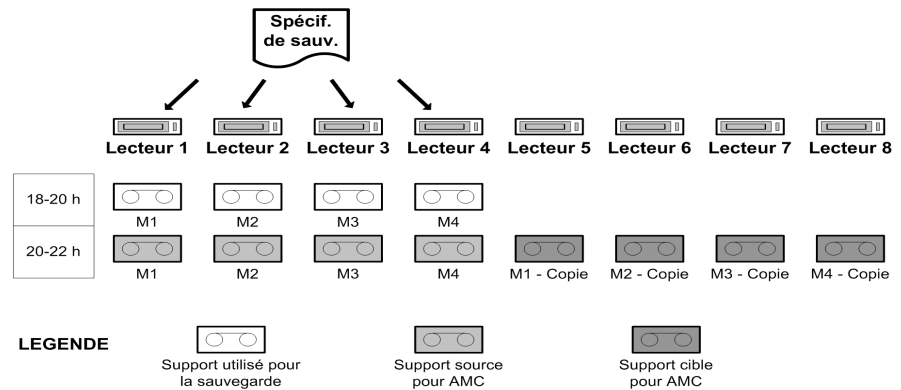 Spécif.
de sauv.
Lecteur 1 Lecteur 2 Lecteur 3 Lecteur 4 Lecteur 5 Lecteur 6 Lecteur 7 Lecteur 8
18-20 h
M1 M2 M3 M4
20-22 h
M1 M2 M3 M4 M1 - Copie M2 - Copie M3 - Copie M4 - Copie
LEGENDE
Support utilisé pour
la sauvegarde
Support source
pour AMC
Support cible
pour AMC